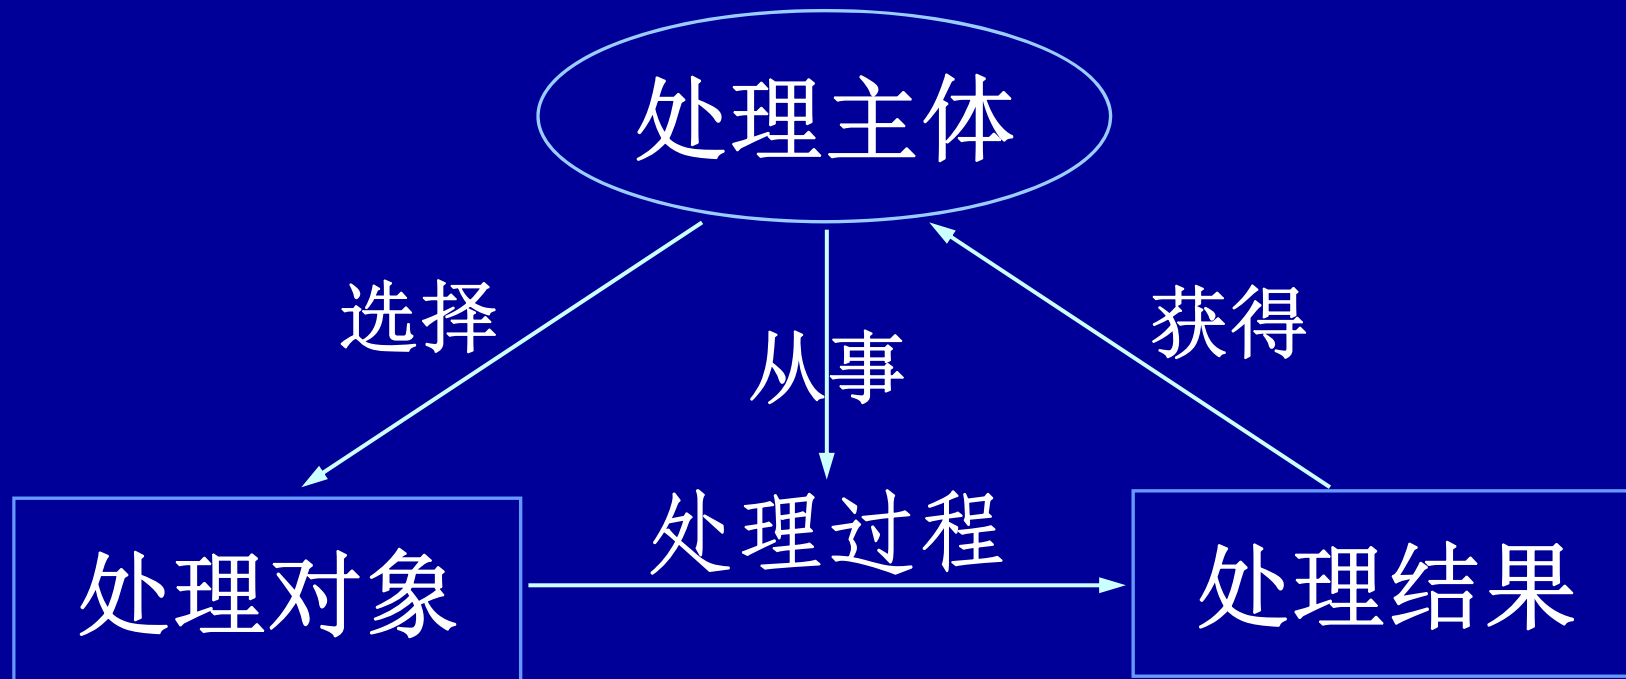 处理主体
选择
获得
从事
处理过程
处理对象
处理结果